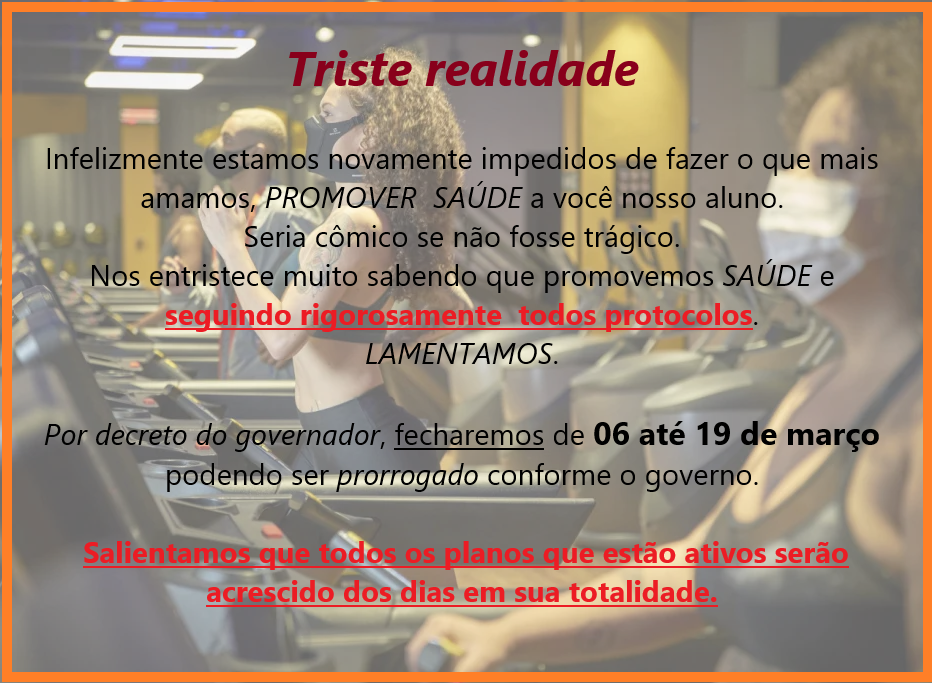 Triste realidade
Infelizmente estamos novamente impedidos de fazer o que mais
amamos, PROMOVER  SAÚDE a você nosso aluno.
Seria cômico se não fosse trágico.
Nos entristece muito sabendo que promovemos SAÚDE e
seguindo rigorosamente  todos protocolos.
LAMENTAMOS.
Por decreto do governador, fecharemos de 06 até 19 de março
podendo ser prorrogado conforme o governo.
Salientamos que todos os planos que estão ativos serão
acrescido dos dias em sua totalidade.